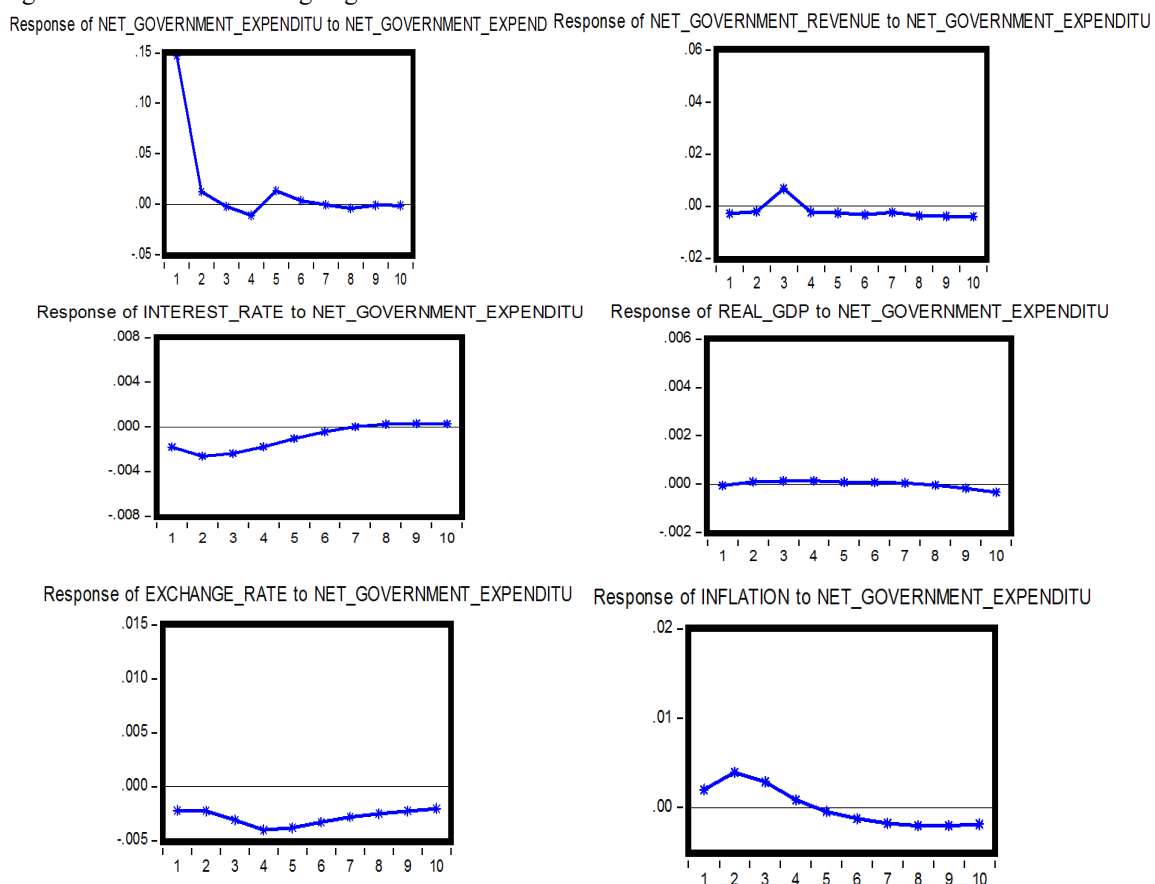 Response of NET_GOVERNMENT_EXPENDITU to NET_GOVERNMENT_EXPEND
.15
.10
.05
.00
-.05
1 2 3 4 5 6 7 8 9 10
Response of NET_GOVERNMENT_REVENUE to NET_GOVERNMENT_EXPENDITU
.06
.04
.02
.00
-.02
1 2 3 4 5 6 7 8 9 10
Response of INTEREST_RATE to NET_GOVERNMENT_EXPENDITU
.008
.004
.000
-.004
-.008
1 2 3 4 5 6 7 8 9 10
Response of REAL_GDP to NET_GOVERNMENT_EXPENDITU
.006
.004
.002
.000
-.002
1 2 3 4 5 6 7 8 9 10
Response of EXCHANGE_RATE to NET_GOVERNMENT_EXPENDITU
.015
.010
.005
.000
-.005
1 2 3 4 5 6 7 8 9 10
Response of INFLATION to NET_GOVERNMENT_EXPENDITU
.02
.01
.00
1 2 3 4 5 6 7 8 9 10